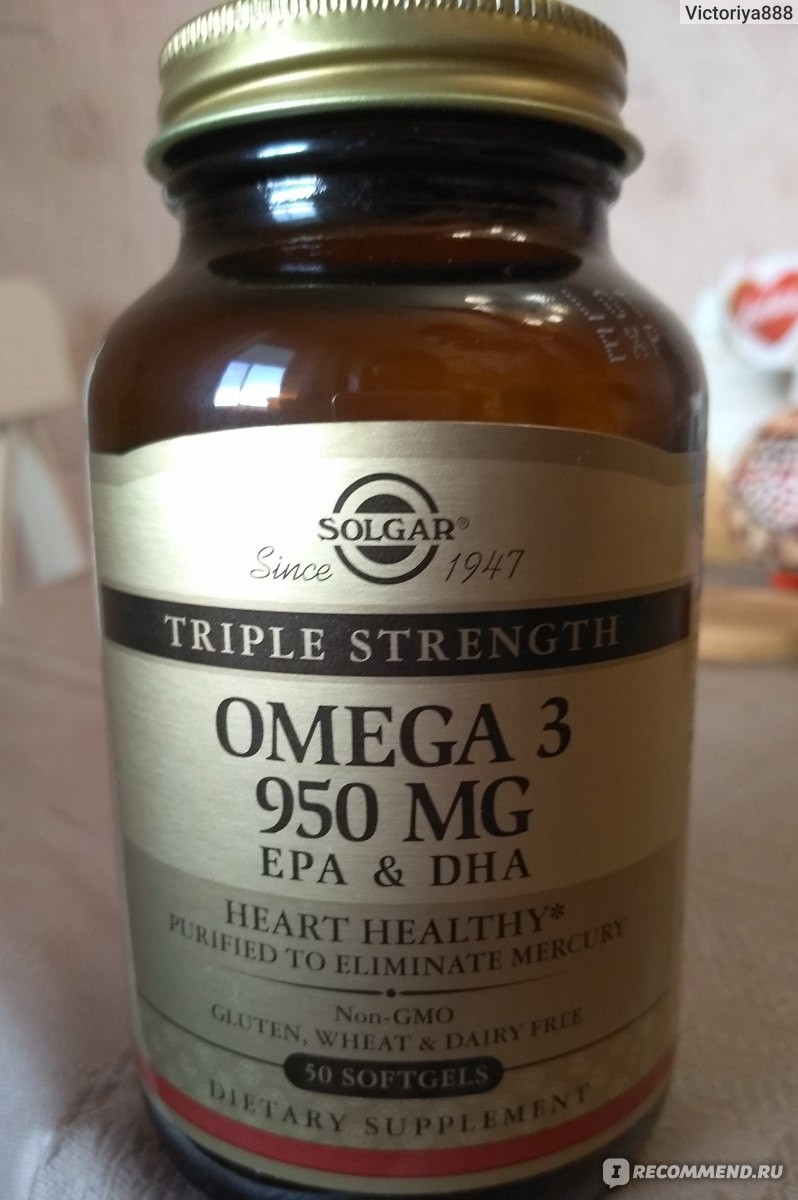 Victoriya888
SOLGAR®
Since 1947
TRIPLE STRENGTH
OMEGA 3
950 MG
EPA & DHA
HEART HEALTHY*
PURIFIED TO ELIMINATE MERCURY
Non-GMO
GLUTEN, WHEAT & DAIRY FREE
50 SOFTGELS
DIETARY SUPPLEMENT
IRECOMMEND.RU